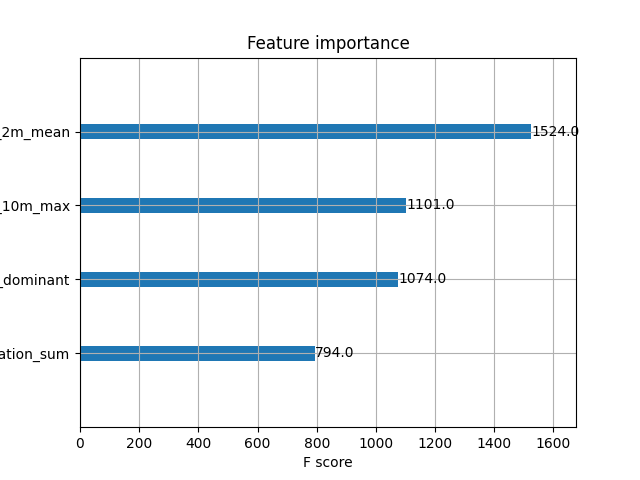 Feature importance
_2m_mean
1524.0
_10m_max
1101.0
_dominant
1074.0
ation_sum
794.0
0 200 400 600 800 1000 1200 1400 1600
F score